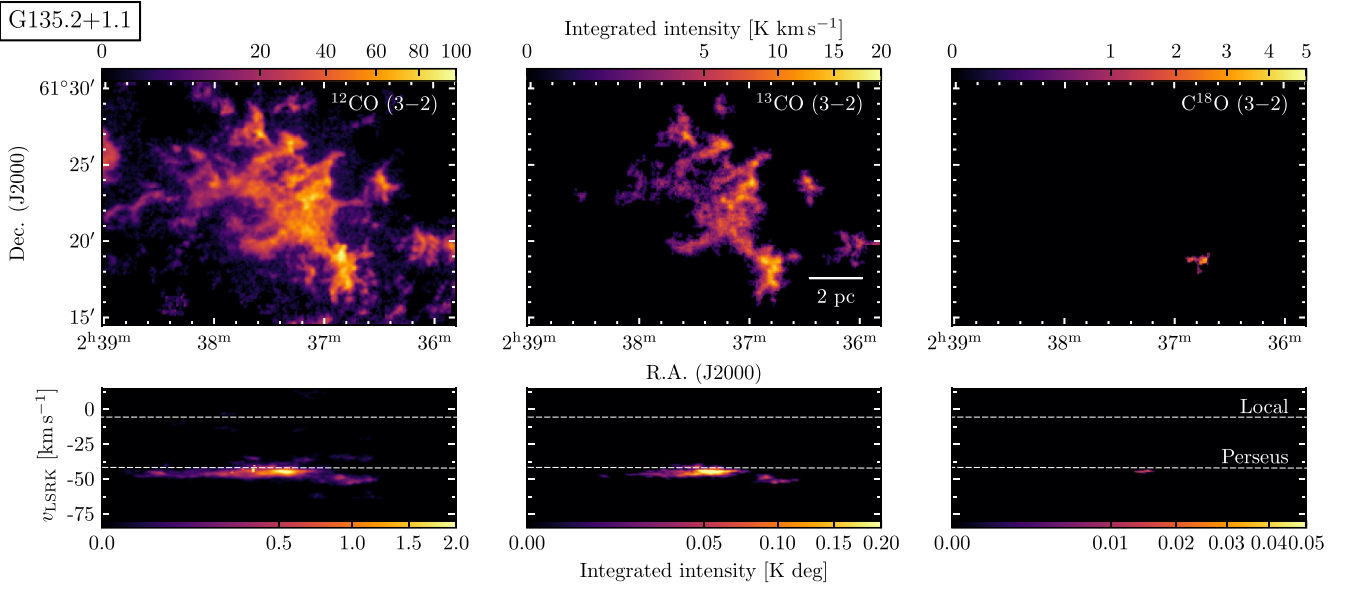 G135.2+1.1
Integrated intensity [K km s⁻¹]
0 20 40 60 80 100
0 5 10 15 20
0 1 2 3 4 5
¹²CO (3−2)
¹³CO (3−2)
C¹⁸O (3−2)
Dec. (J2000)
61°30′
25′
20′
15′
2 pc
2ʰ39ᵐ 38ᵐ 37ᵐ 36ᵐ
2ʰ39ᵐ 38ᵐ 37ᵐ 36ᵐ
2ʰ39ᵐ 38ᵐ 37ᵐ 36ᵐ
R.A. (J2000)
v_LSRK [km s⁻¹]
0
-25
-50
-75
Local
Perseus
0.0 0.5 1.0 1.5 2.0
0.00 0.05 0.10 0.15 0.20
0.00 0.01 0.02 0.03 0.04 0.05
Integrated intensity [K deg]